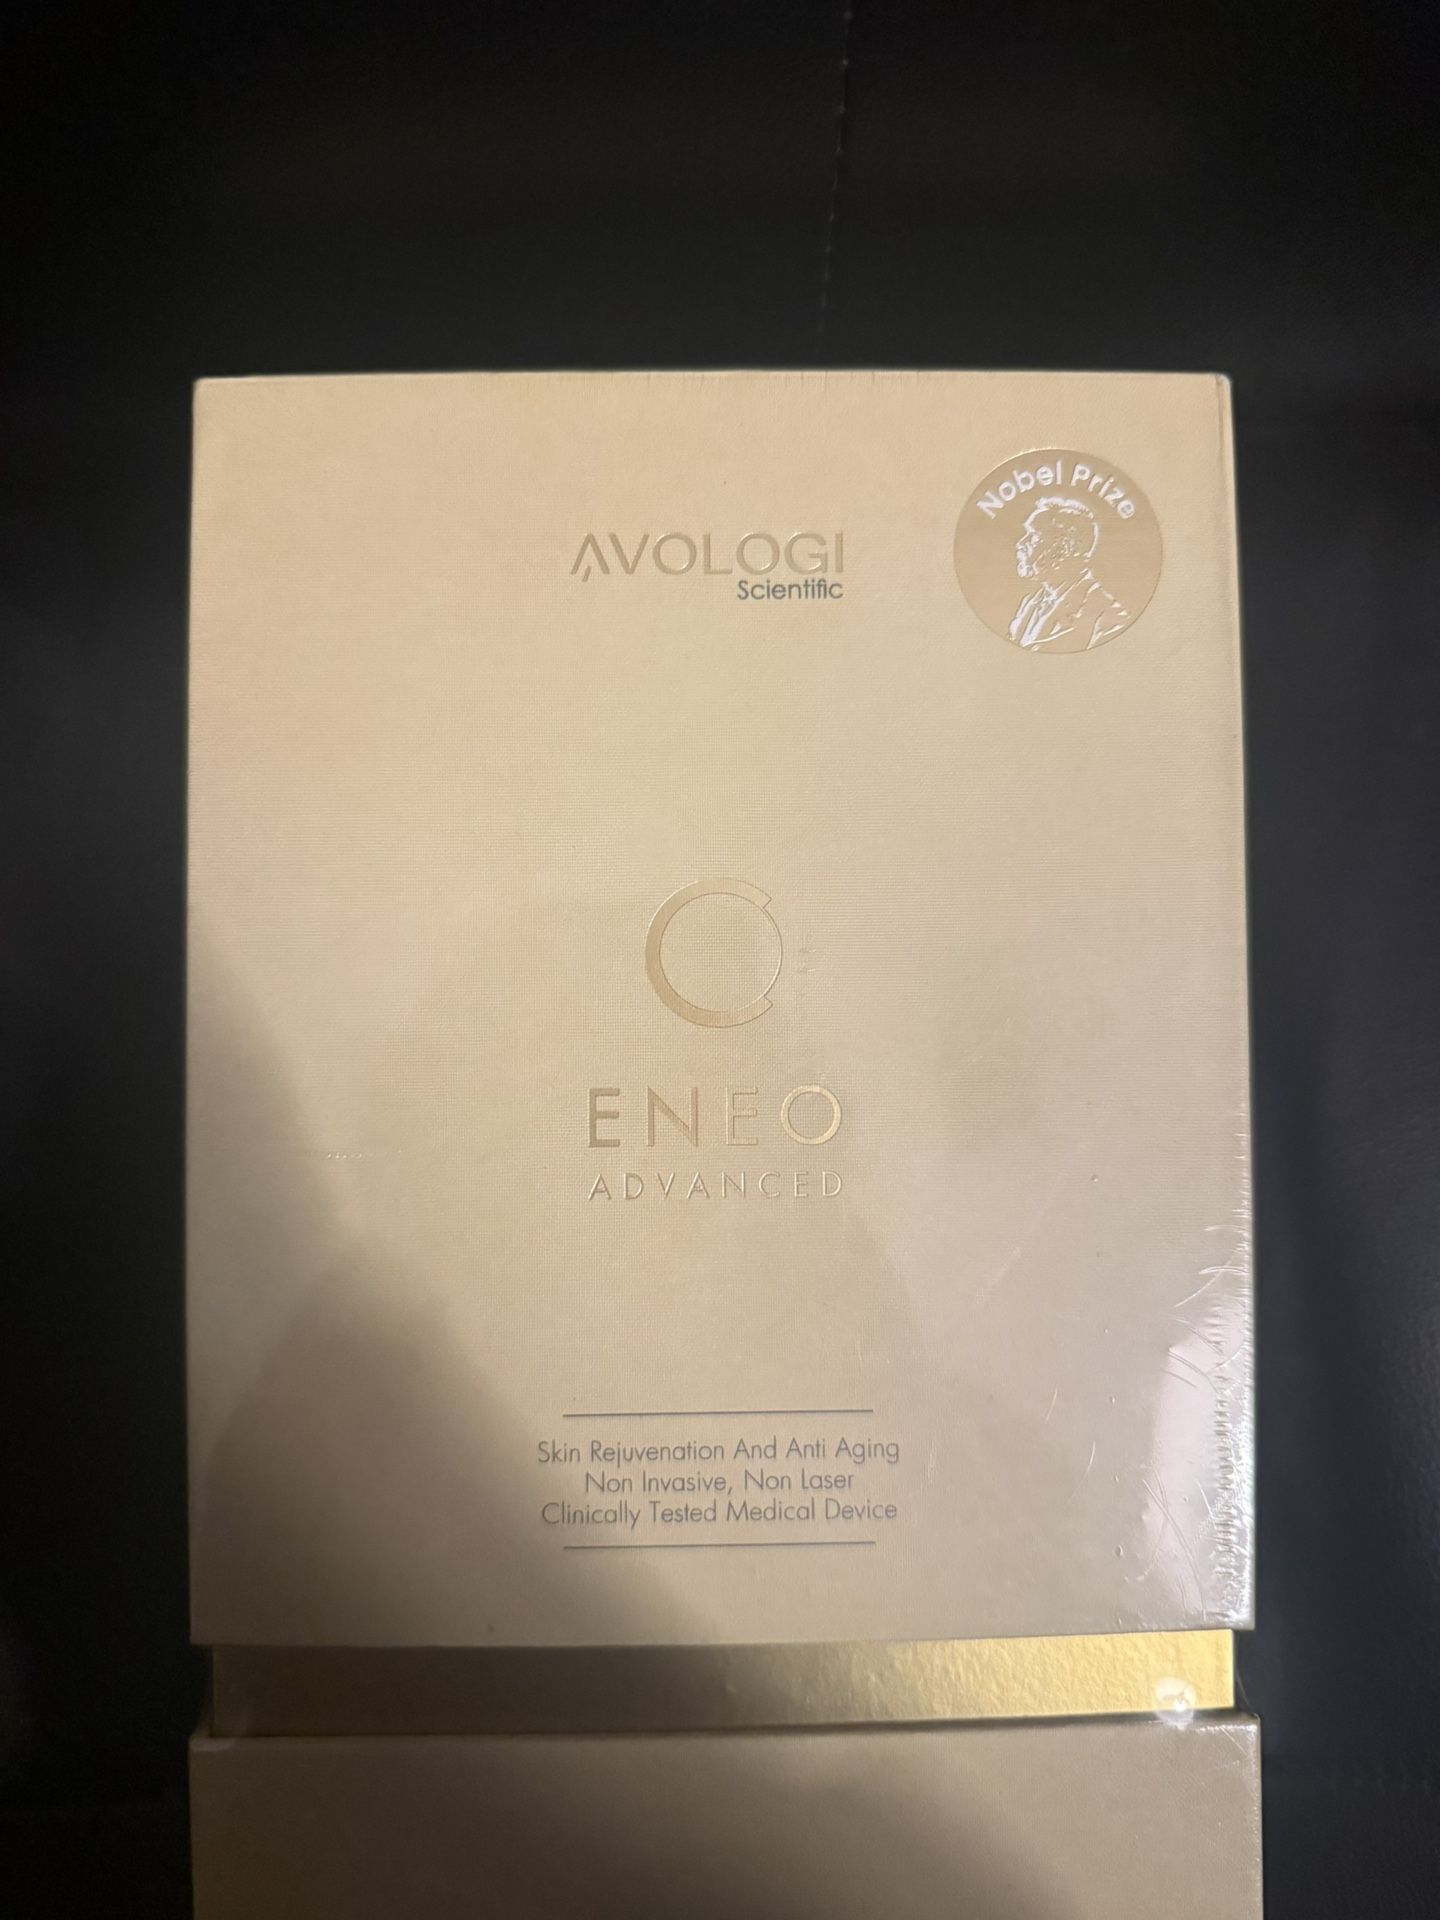 AVOLOGI
Scientific
Nobel Prize
ENEO
ADVANCED
Skin Rejuvenation And Anti Aging
Non Invasive, Non Laser
Clinically Tested Medical Device